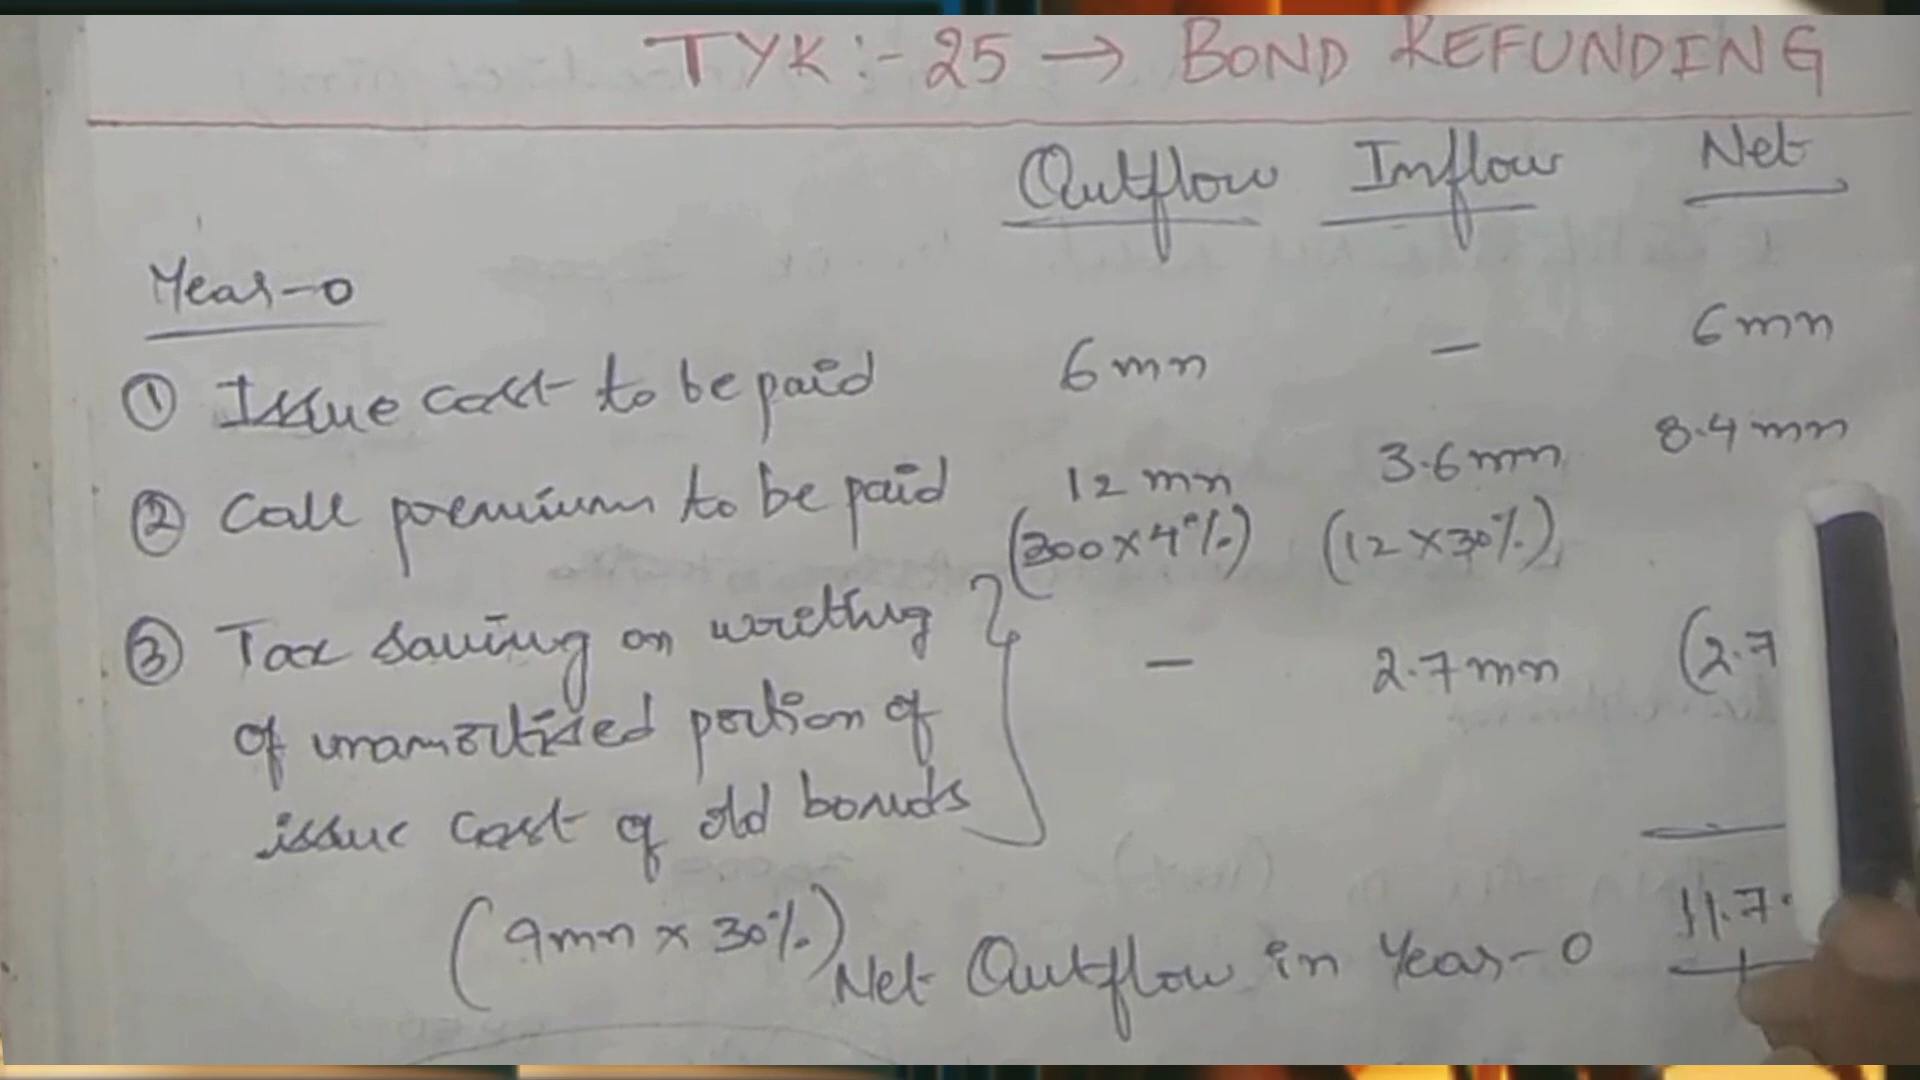 TYK:- 25 → BOND REFUNDING
Outflow Inflow Net
Year-0
① Issue cost to be paid 6mn - 6mn
② Call premium to be paid 12 mn 3.6mn 8.4mn
(300×4%) (12×30%)
③ Tax saving on writing - 2.7mn (2.7
of unamortised portion of
issue cost of old bonds
(9mn × 30%)
Net Outflow in Year-0 11.7